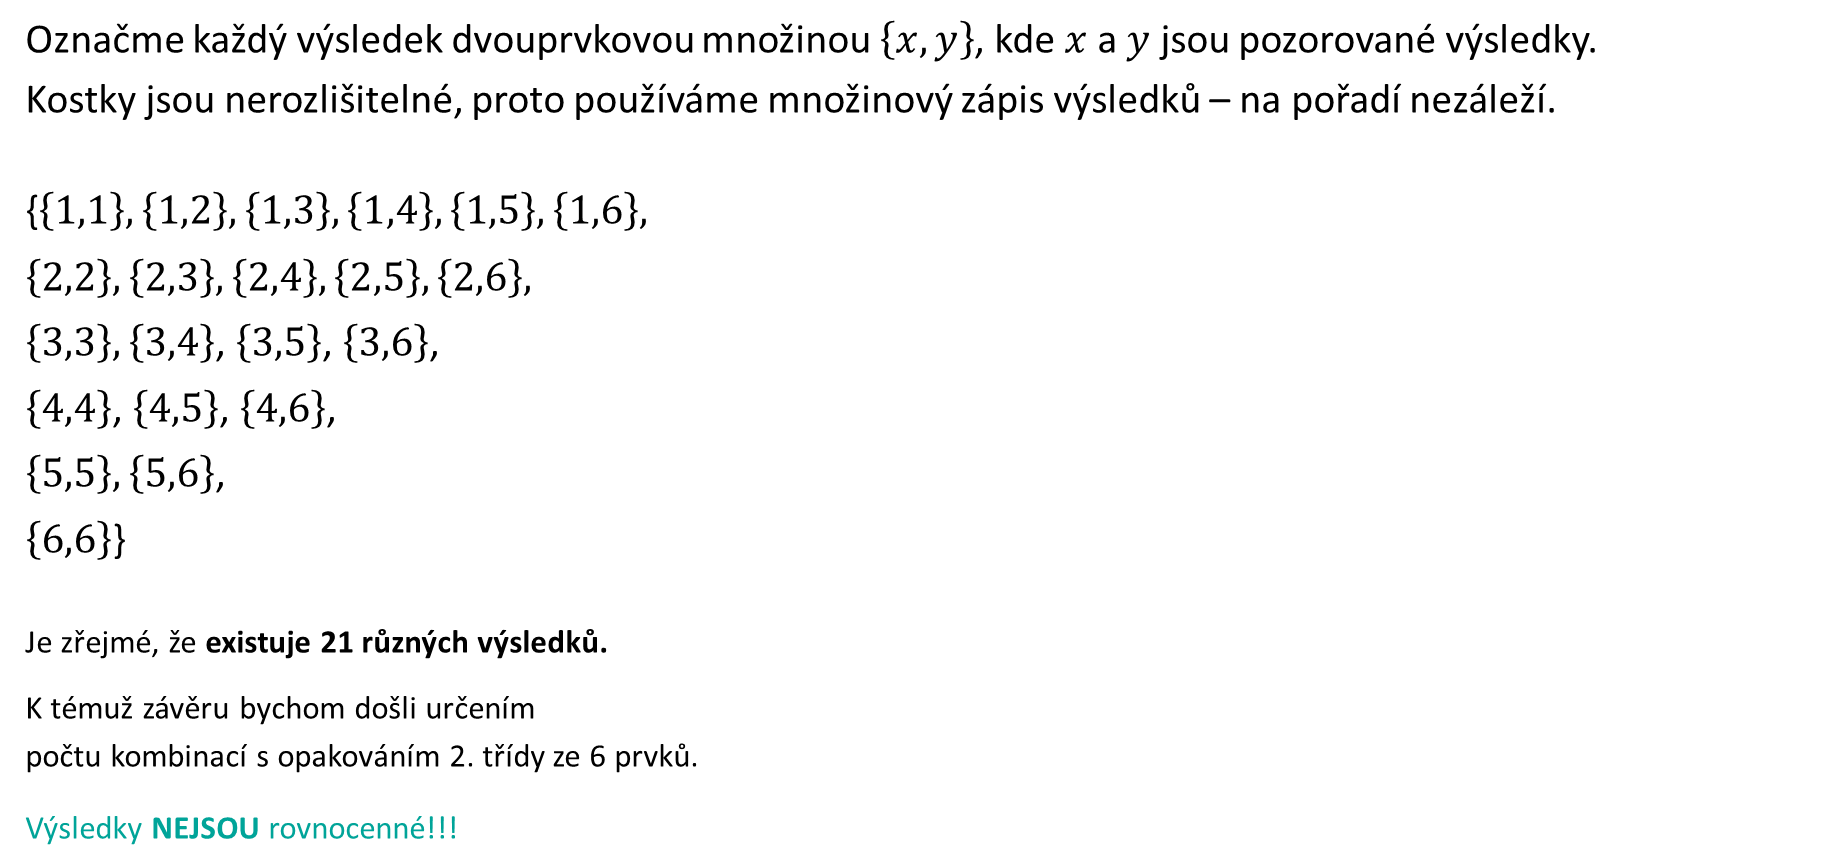 Označme každý výsledek dvouprvkovou množinou {x, y}, kde x a y jsou pozorované výsledky.
Kostky jsou nerozlišitelné, proto používáme množinový zápis výsledků – na pořadí nezáleží.
{{1,1}, {1,2}, {1,3}, {1,4}, {1,5}, {1,6},
{2,2}, {2,3}, {2,4}, {2,5}, {2,6},
{3,3}, {3,4}, {3,5}, {3,6},
{4,4}, {4,5}, {4,6},
{5,5}, {5,6},
{6,6}}
Je zřejmé, že existuje 21 různých výsledků.
K témuž závěru bychom došli určením
počtu kombinací s opakováním 2. třídy ze 6 prvků.
Výsledky NEJSOU rovnocenné!!!